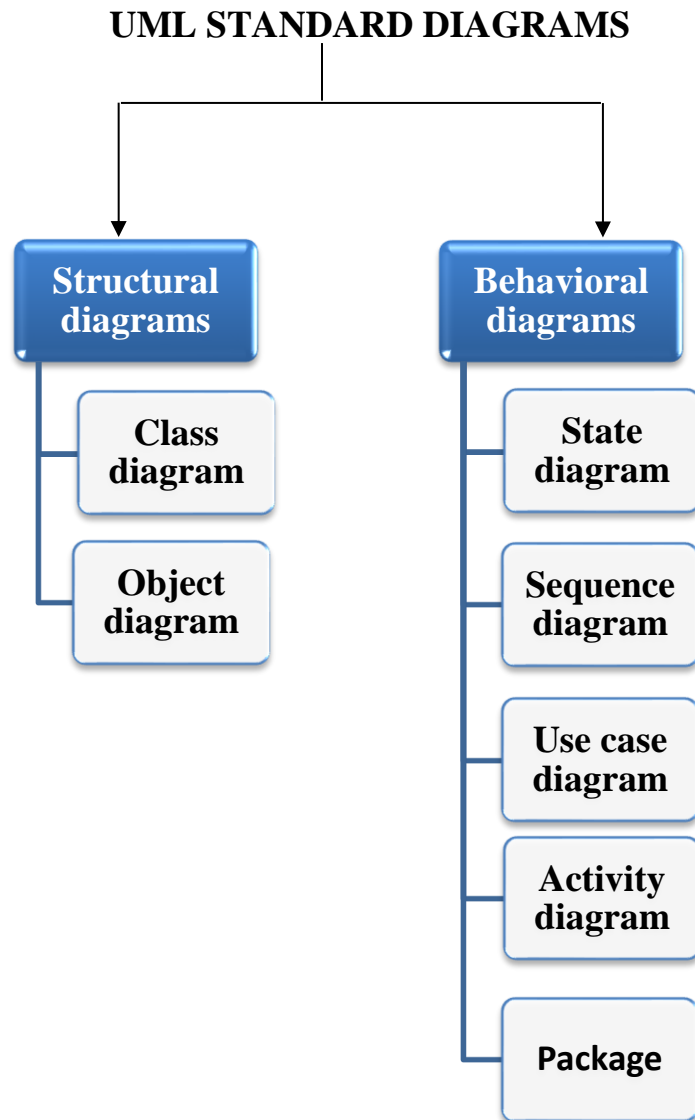 UML STANDARD DIAGRAMS
Structural
diagrams
Class
diagram
Object
diagram
Behavioral
diagrams
State
diagram
Sequence
diagram
Use case
diagram
Activity
diagram
Package